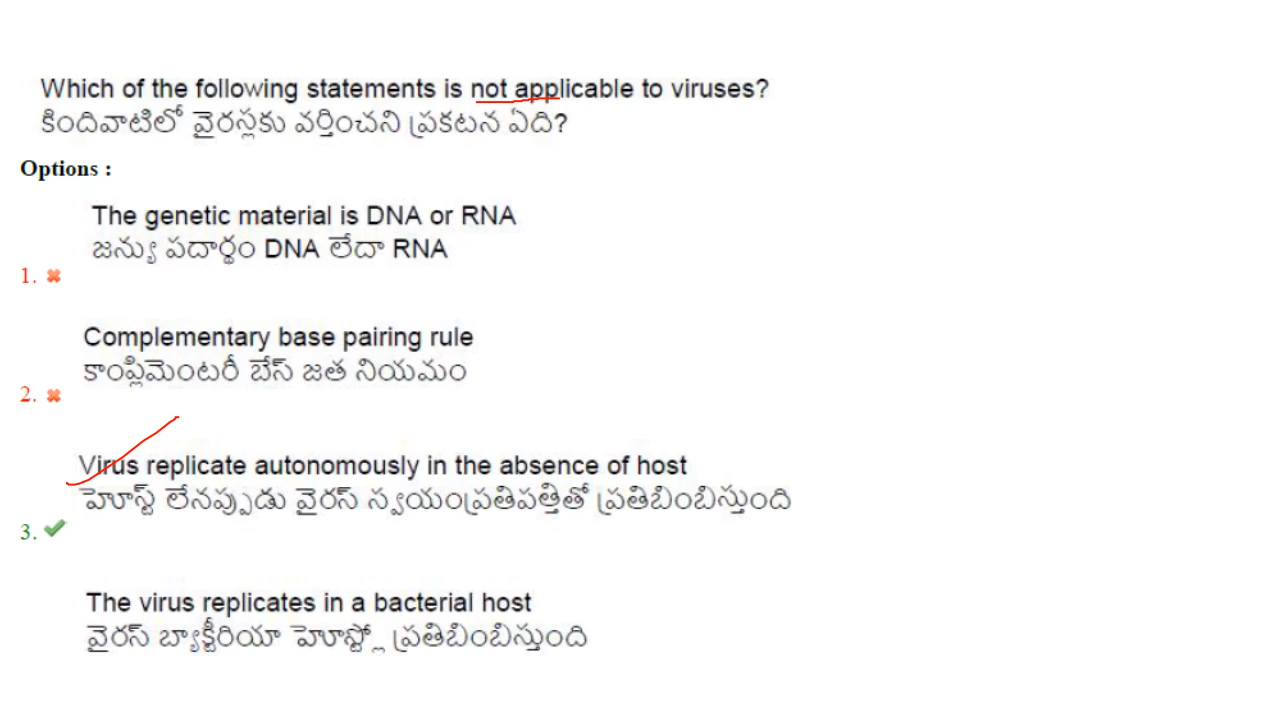 Which of the following statements is not applicable to viruses?
కిందివాటిలో వైరస్లకు వర్తించని ప్రకటన ఏది?
Options :
The genetic material is DNA or RNA
జన్యు పదార్థం DNA లేదా RNA
1.
Complementary base pairing rule
కాంప్లిమెంటరీ బేస్ జత నియమం
2.
Virus replicate autonomously in the absence of host
హెూస్ట్ లేనప్పుడు వైరస్ స్వయంప్రతిపత్తితో ప్రతిబింబిస్తుంది
3.
The virus replicates in a bacterial host
వైరస్ బ్యాక్టీరియా హెూస్ట్లో ప్రతిబింబిస్తుంది